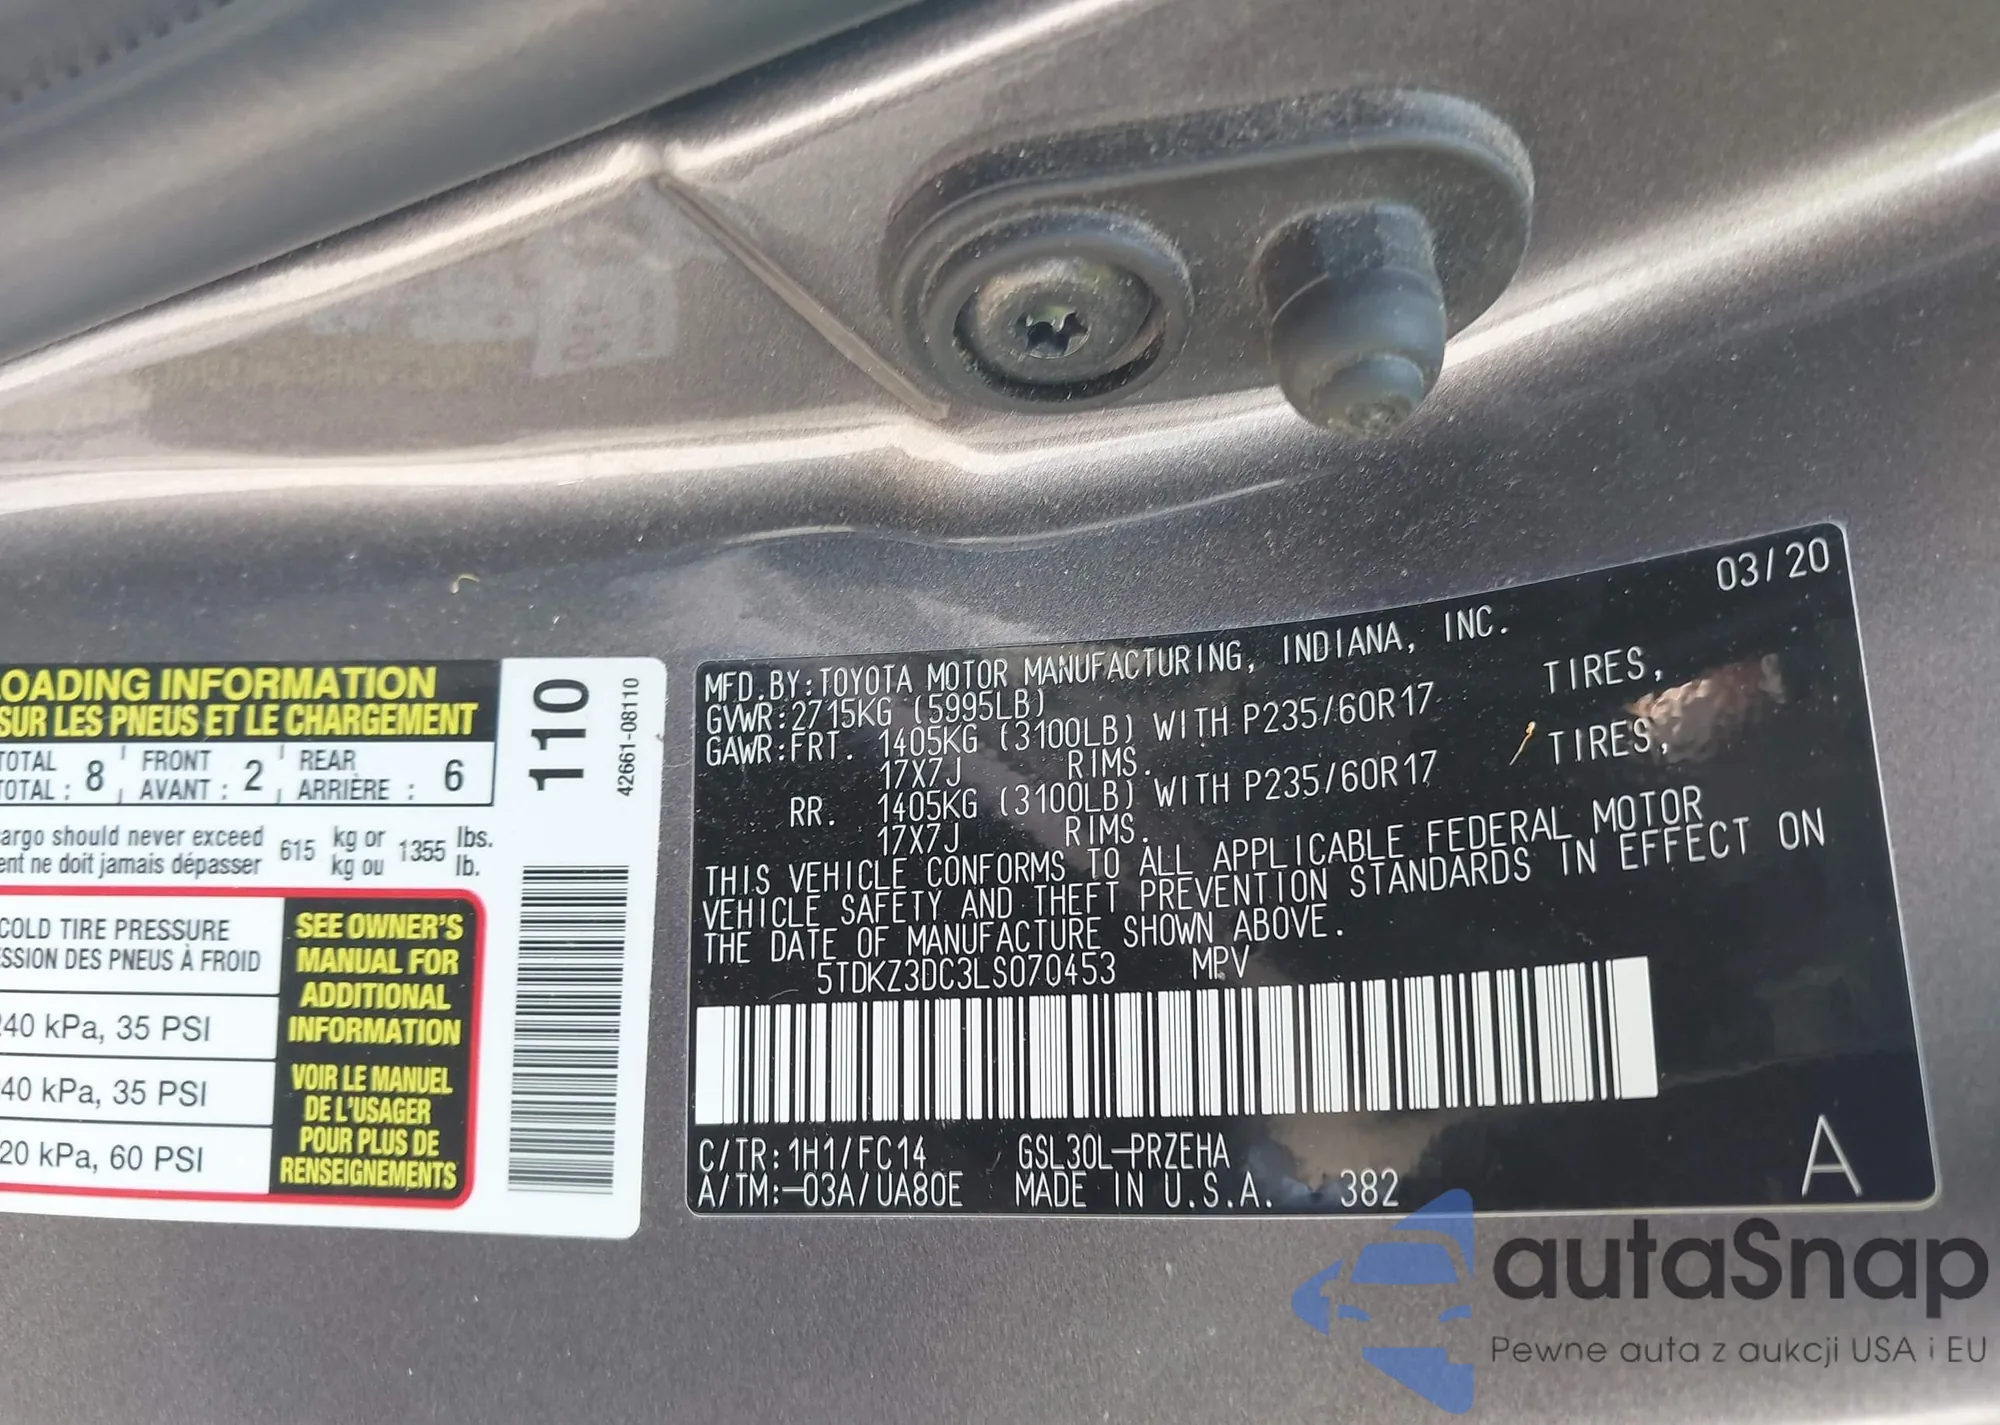 OADING INFORMATION
SUR LES PNEUS ET LE CHARGEMENT
TOTAL FRONT REAR
TOTAL : 8 AVANT : 2 ARRIÈRE : 6
argo should never exceed 615 kg or 1355 lbs.
ent ne doit jamais dépasser kg ou lb.
COLD TIRE PRESSURE
SSION DES PNEUS À FROID
240 kPa, 35 PSI
40 kPa, 35 PSI
20 kPa, 60 PSI
SEE OWNER'S
MANUAL FOR
ADDITIONAL
INFORMATION
VOIR LE MANUEL
DE L'USAGER
POUR PLUS DE
RENSEIGNEMENTS
110
42661-08110
03/20
MFD.BY:TOYOTA MOTOR MANUFACTURING, INDIANA, INC.
GVWR:2715KG (5995LB)
GAWR:FRT. 1405KG (3100LB) WITH P235/60R17 TIRES,
17X7J RIMS.
RR. 1405KG (3100LB) WITH P235/60R17 TIRES,
17X7J RIMS.
THIS VEHICLE CONFORMS TO ALL APPLICABLE FEDERAL MOTOR
VEHICLE SAFETY AND THEFT PREVENTION STANDARDS IN EFFECT ON
THE DATE OF MANUFACTURE SHOWN ABOVE.
5TDKZ3DC3LS070453 MPV
C/TR:1H1/FC14 GSL30L-PRZEHA
A/TM:-03A/UA80E MADE IN U.S.A. 382
A
autaSnap
Pewne auta z aukcji USA i EU